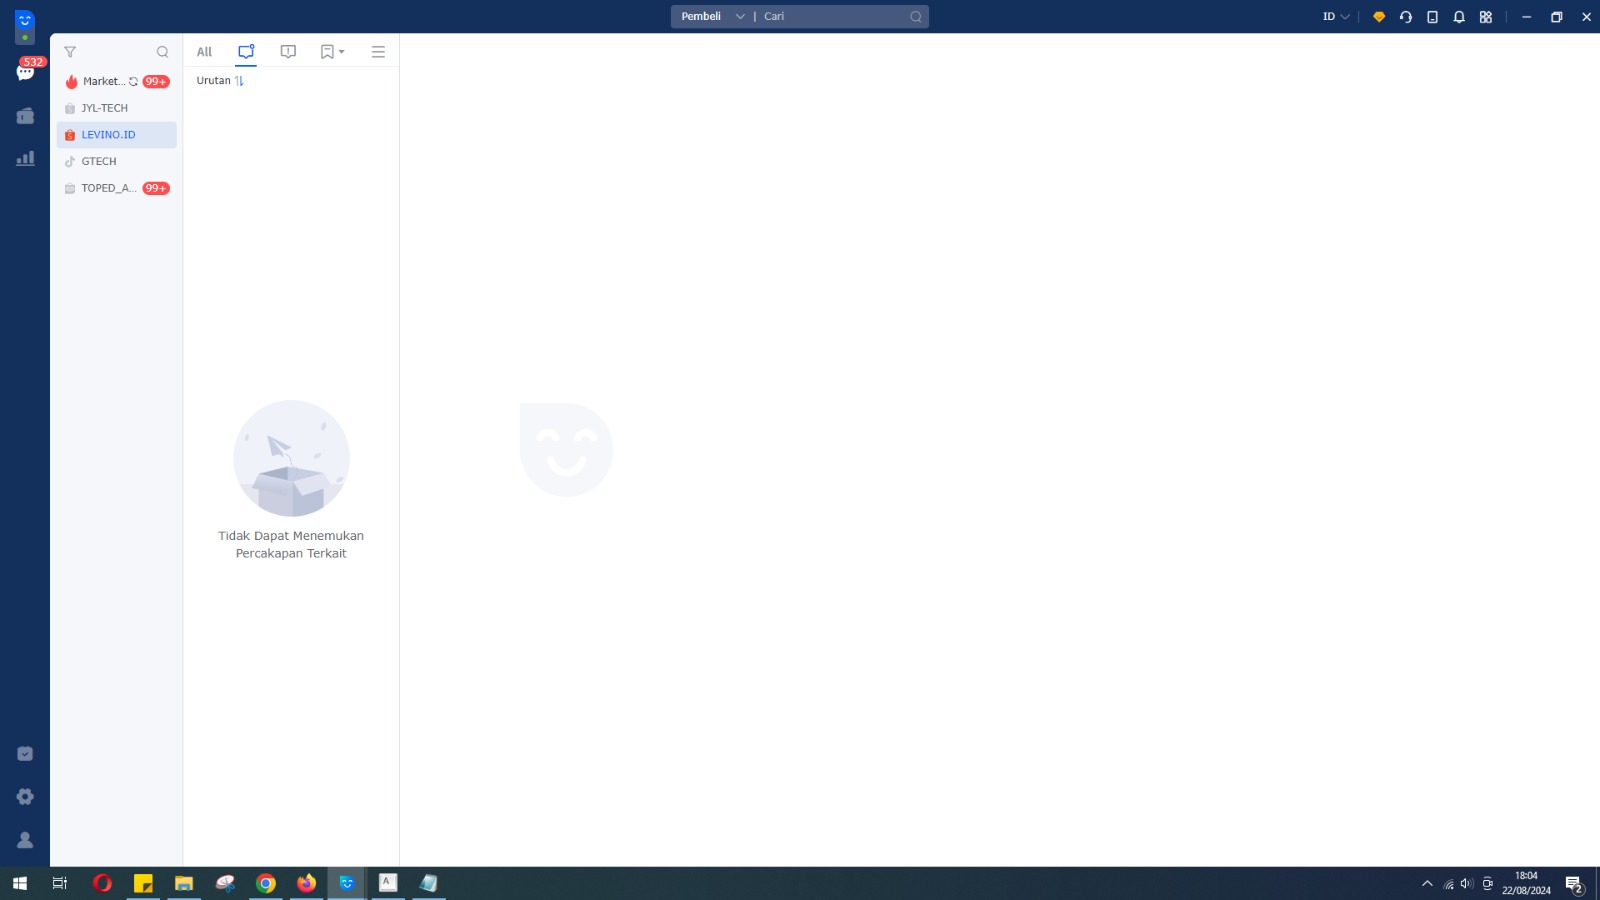 Pembeli | Cari
ID
532
All
Market... 99+
Urutan
JYL-TECH
LEVINO.ID
GTECH
TOPED_A... 99+
Tidak Dapat Menemukan
Percakapan Terkait
18:04
22/08/2024
2